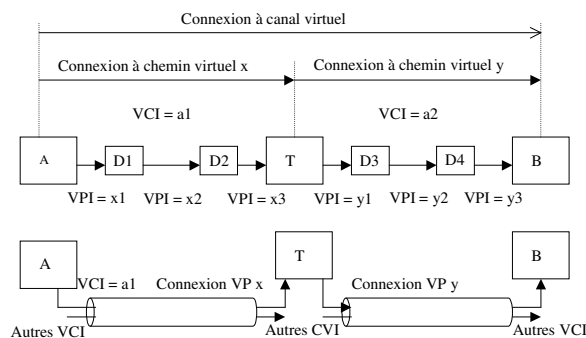 Connexion à canal virtuel
Connexion à chemin virtuel x
Connexion à chemin virtuel y
VCI = a1
VCI = a2
A
D1
D2
T
D3
D4
B
VPI = x1
VPI = x2
VPI = x3
VPI = y1
VPI = y2
VPI = y3
A
T
B
VCI = a1
Connexion VP x
Connexion VP y
Autres VCI
Autres CVI
Autres VCI